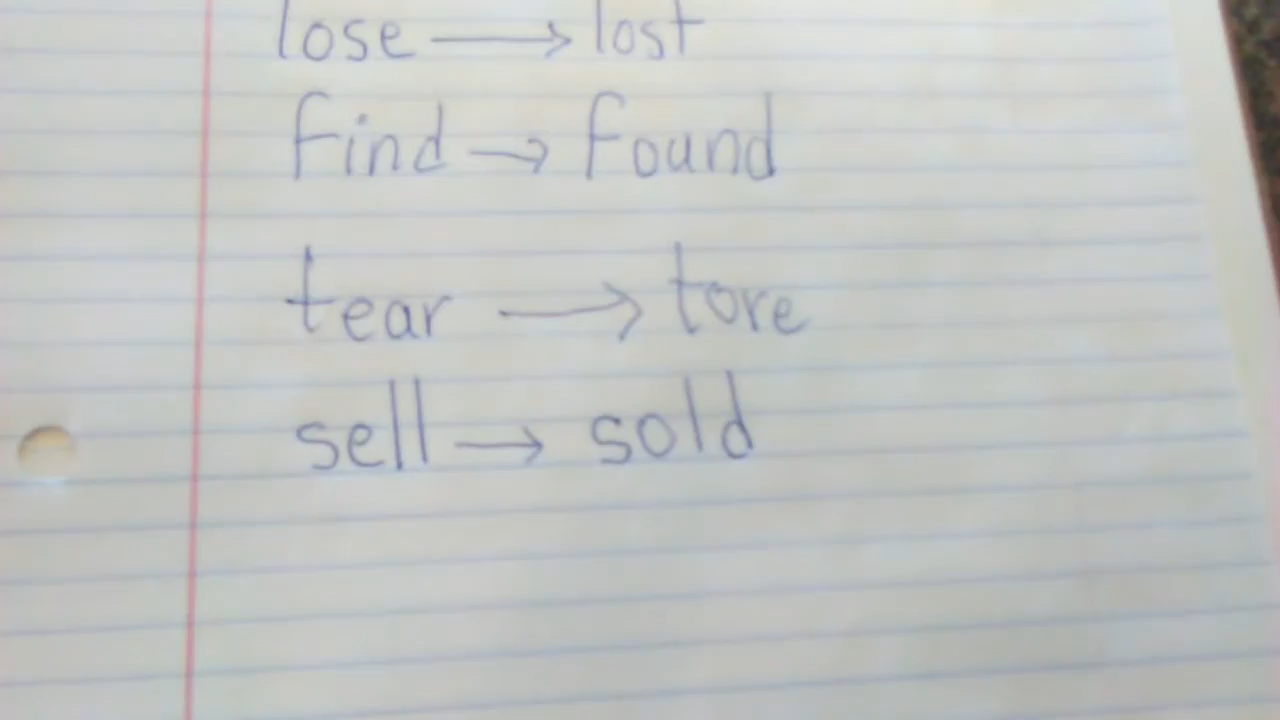 lose → lost
find → found
tear → tore
sell → sold